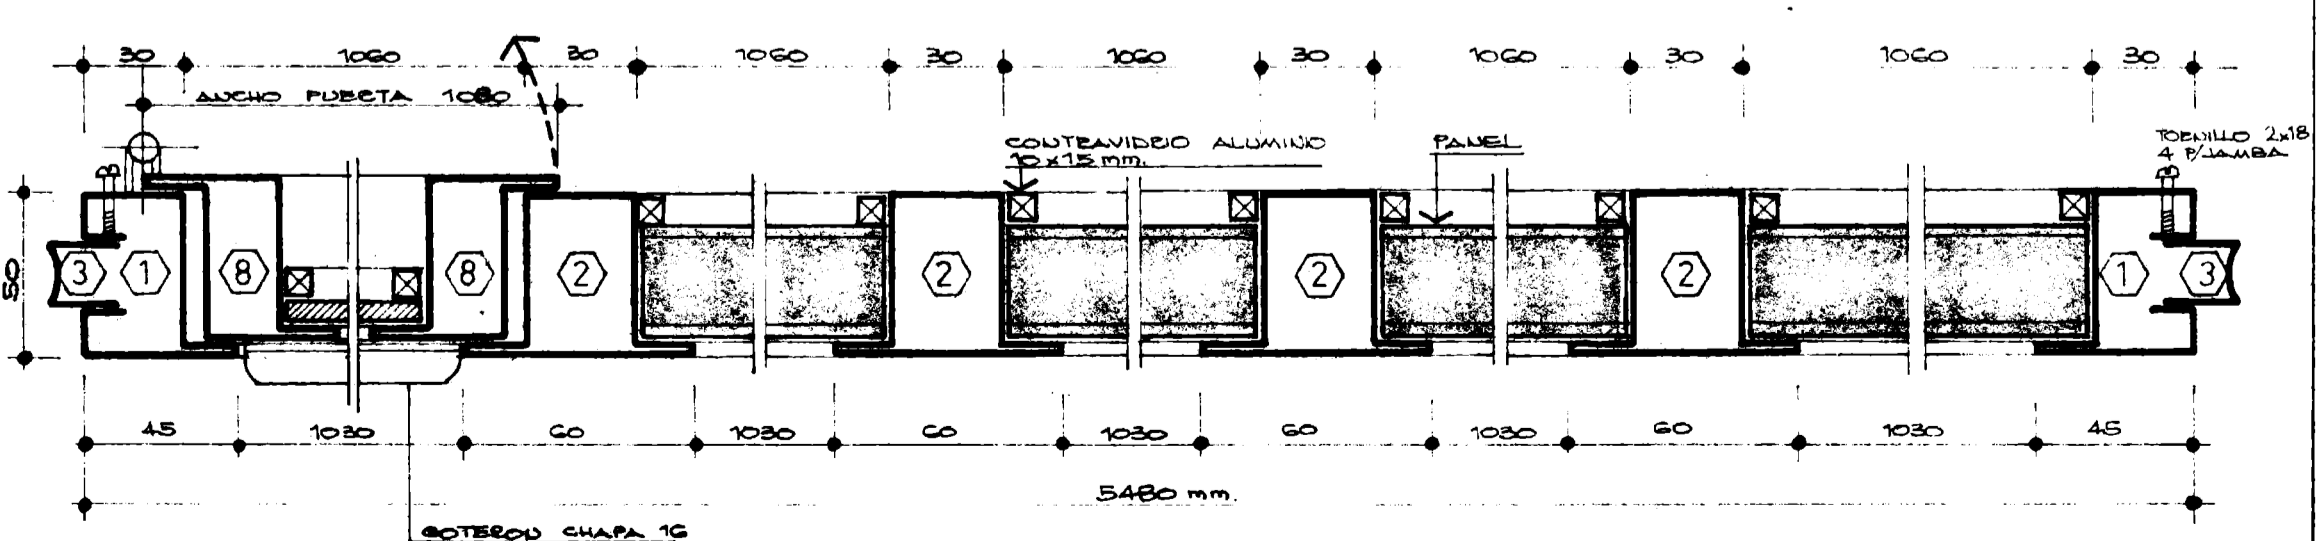 30 1060 30 1060 30 1060 30 1060 30 1060 30
ANCHO PUERTA 1080
CONTRAVIDRIO ALUMINIO
10x15 mm.
PANEL
TORNILLO 2x18
4 P/JAMBA
50
3 1 8 8 2 2 2 2 1 3
45 1030 60 1030 60 1030 60 1030 60 1030 45
5480 mm.
GOTERON CHAPA 16